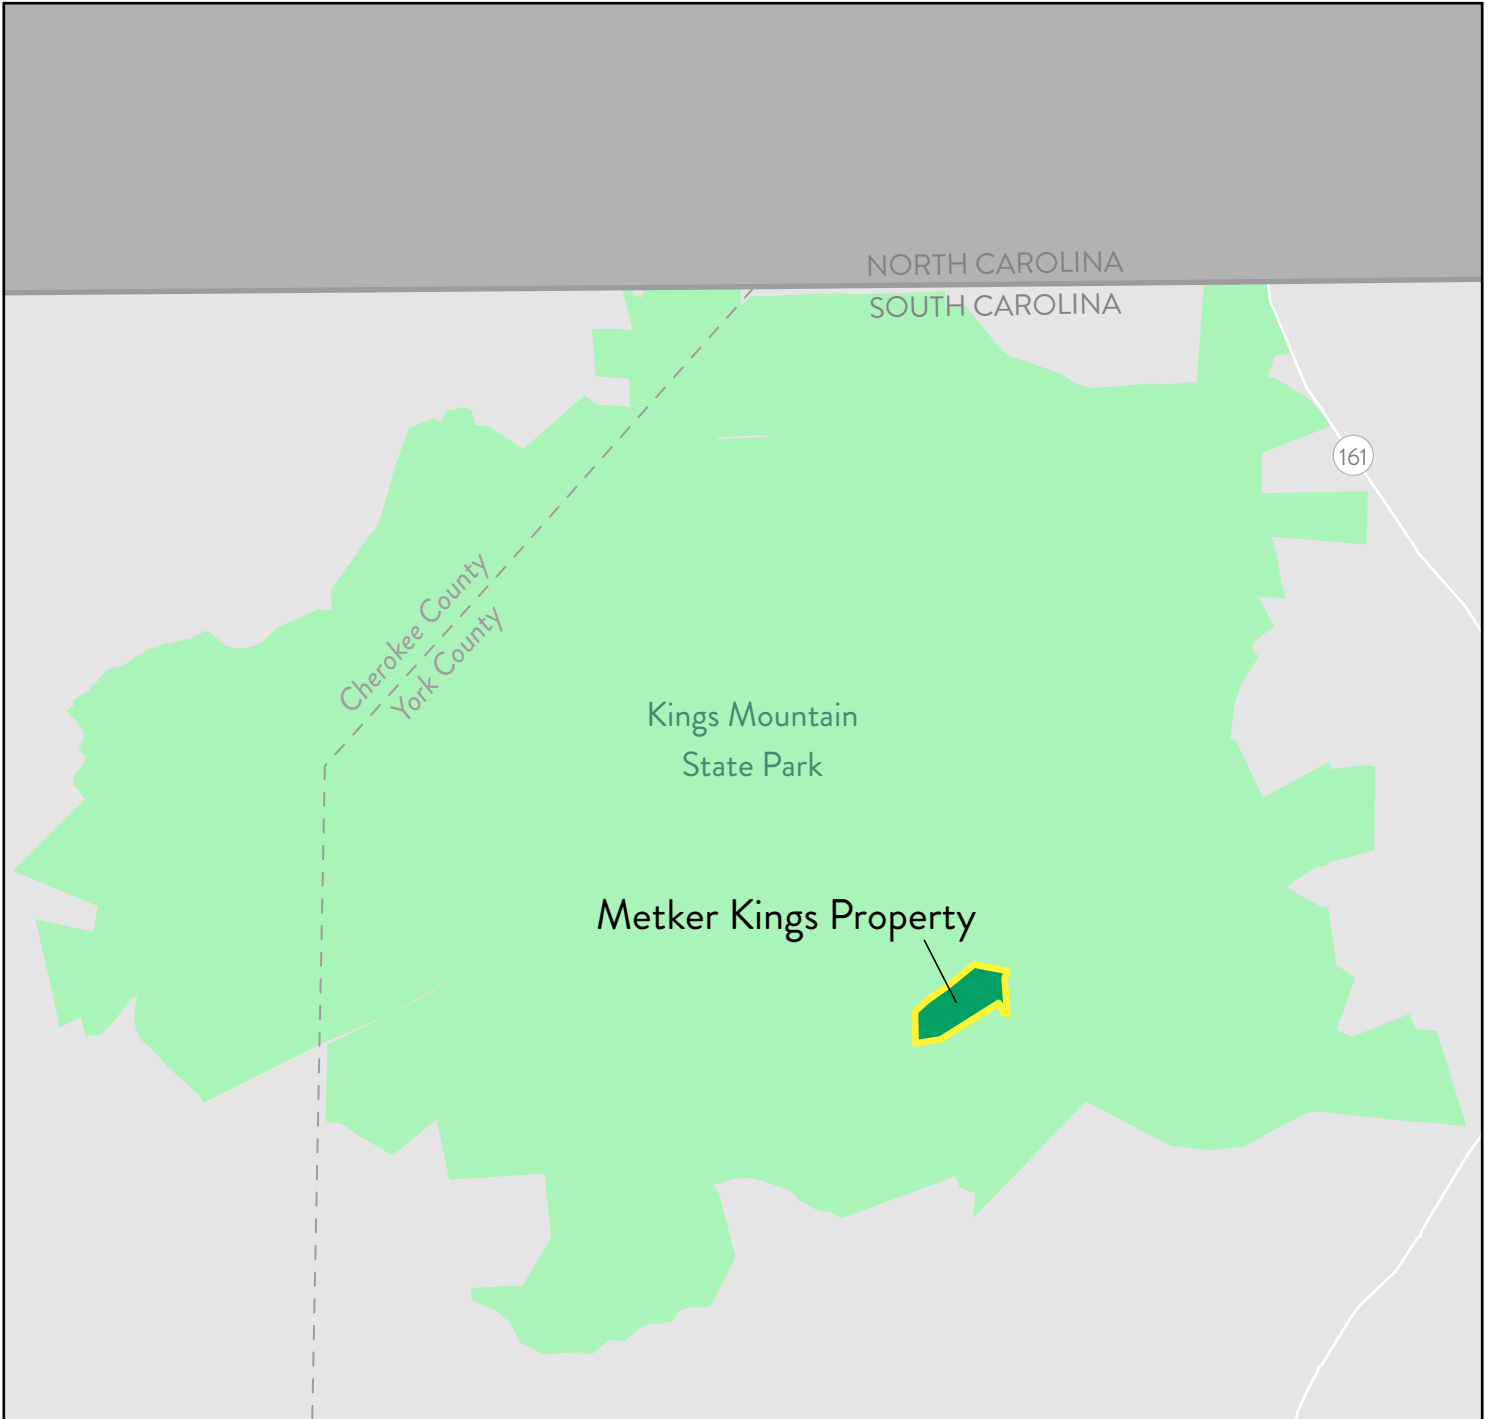 NORTH CAROLINA
SOUTH CAROLINA
161
Cherokee County
York County
Kings Mountain
State Park
Metker Kings Property